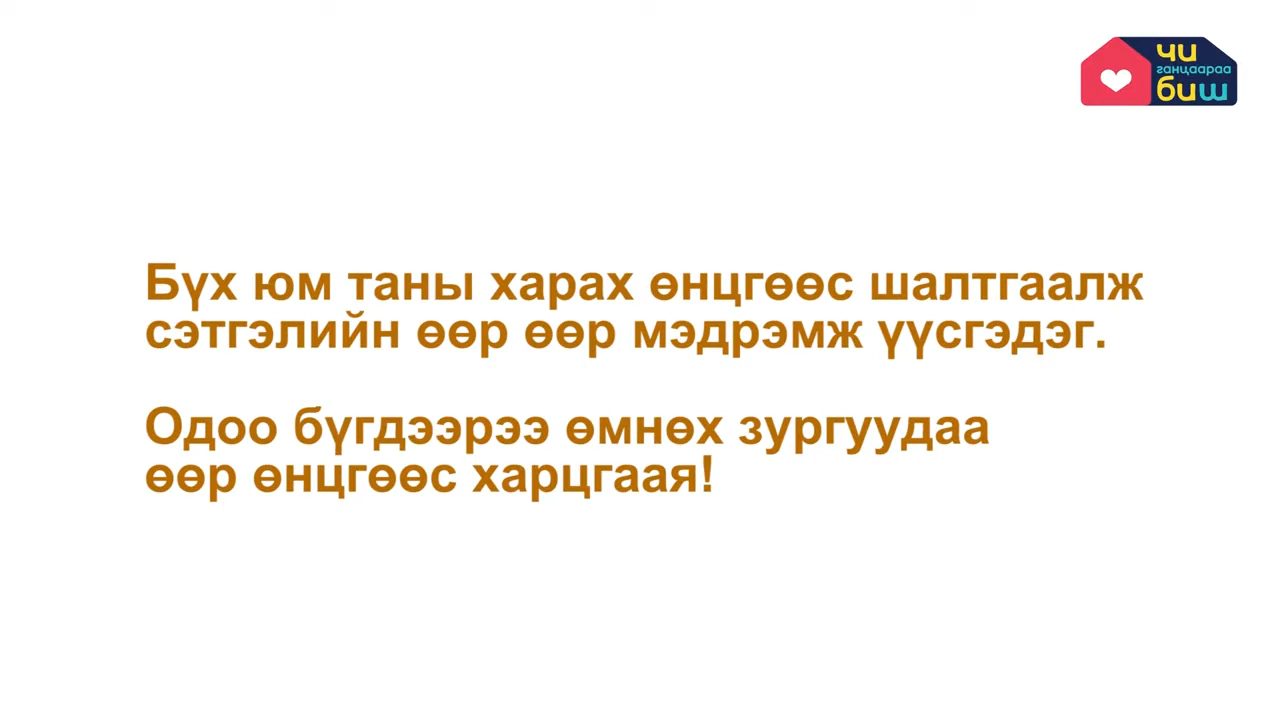 чи
ганцаараа
биш
Бүх юм таны харах өнцгөөс шалтгаалж
сэтгэлийн өөр өөр мэдрэмж үүсгэдэг.
Одоо бүгдээрээ өмнөх зургуудаа
өөр өнцгөөс харцгаая!